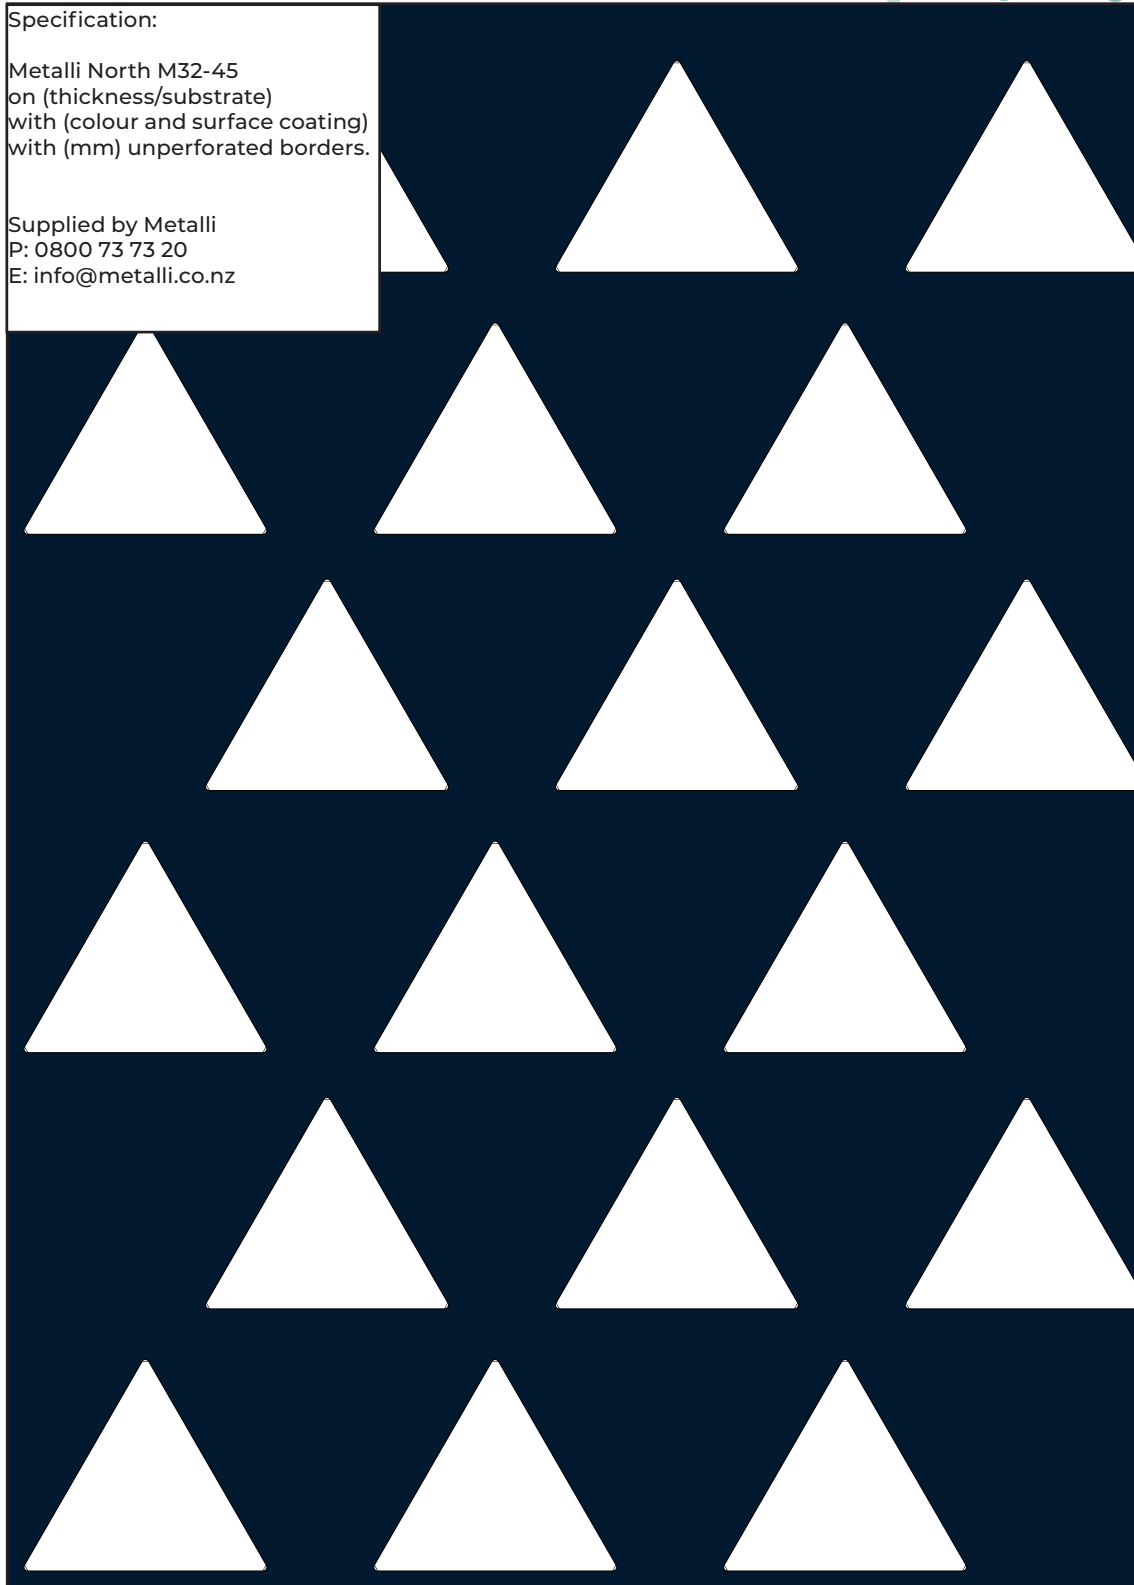 Specification:
Metalli North M32-45
on (thickness/substrate)
with (colour and surface coating)
with (mm) unperforated borders.
Supplied by Metalli
P: 0800 73 73 20
E: info@metalli.co.nz